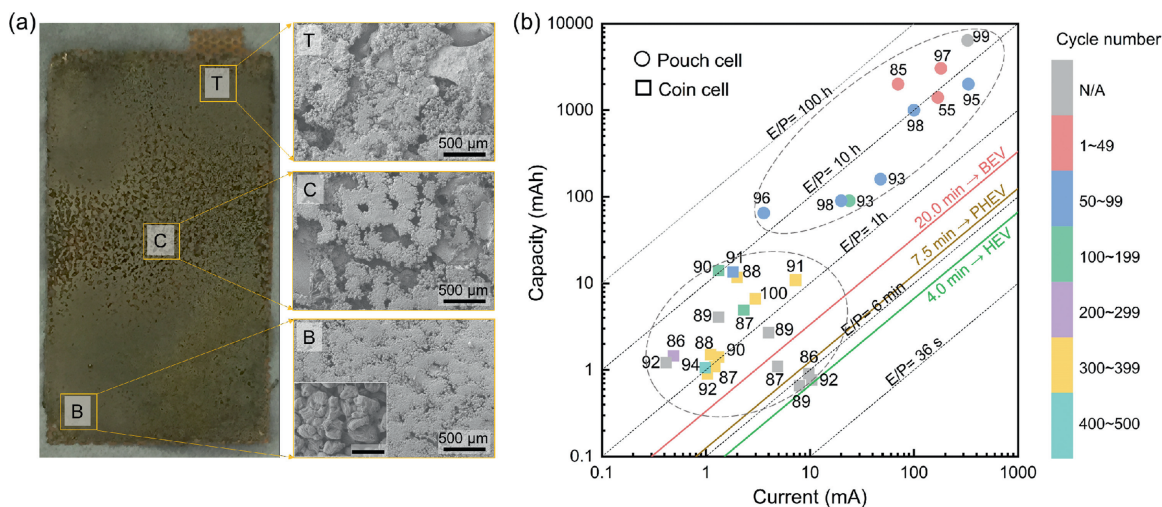 (a)
T
C
B
T
500 µm
C
500 µm
B
500 µm
(b)
Capacity (mAh)
10000
1000
100
10
1
0.1
0.1
1
10
100
1000
Current (mA)
Pouch cell
Coin cell
E/P= 100 h
E/P= 10 h
E/P= 1h
E/P= 6 min
E/P= 36 s
20.0 min → BEV
7.5 min → PHEV
4.0 min → HEV
99
97
85
55
95
98
93
96
98
93
90
91
88
91
100
87
89
89
86
92
88
90
94
87
92
87
86
92
89
Cycle number
N/A
1~49
50~99
100~199
200~299
300~399
400~500